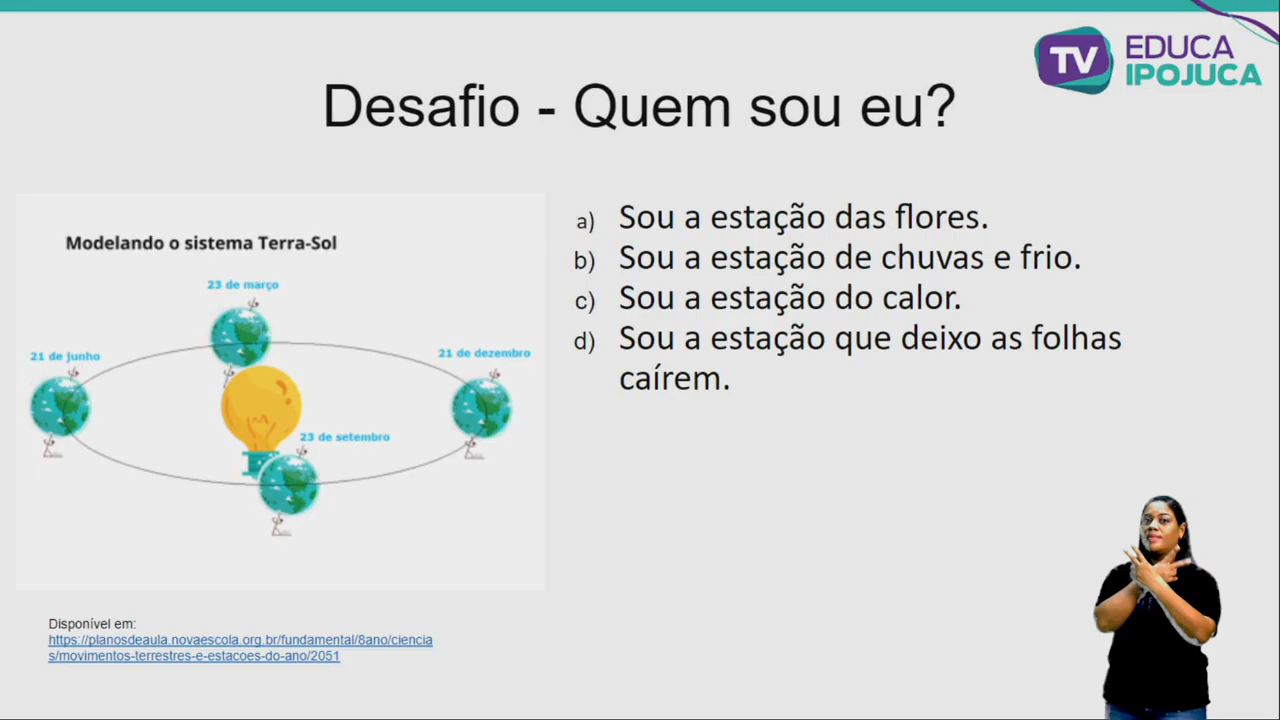 TV EDUCA
IPOJUCA
Desafio - Quem sou eu?
Modelando o sistema Terra-Sol
23 de março
21 de junho
21 de dezembro
23 de setembro
a) Sou a estação das flores.
b) Sou a estação de chuvas e frio.
c) Sou a estação do calor.
d) Sou a estação que deixo as folhas
caírem.
Disponível em:
https://planosdeaula.novaescola.org.br/fundamental/8ano/ciencia
s/movimentos-terrestres-e-estacoes-do-ano/2051